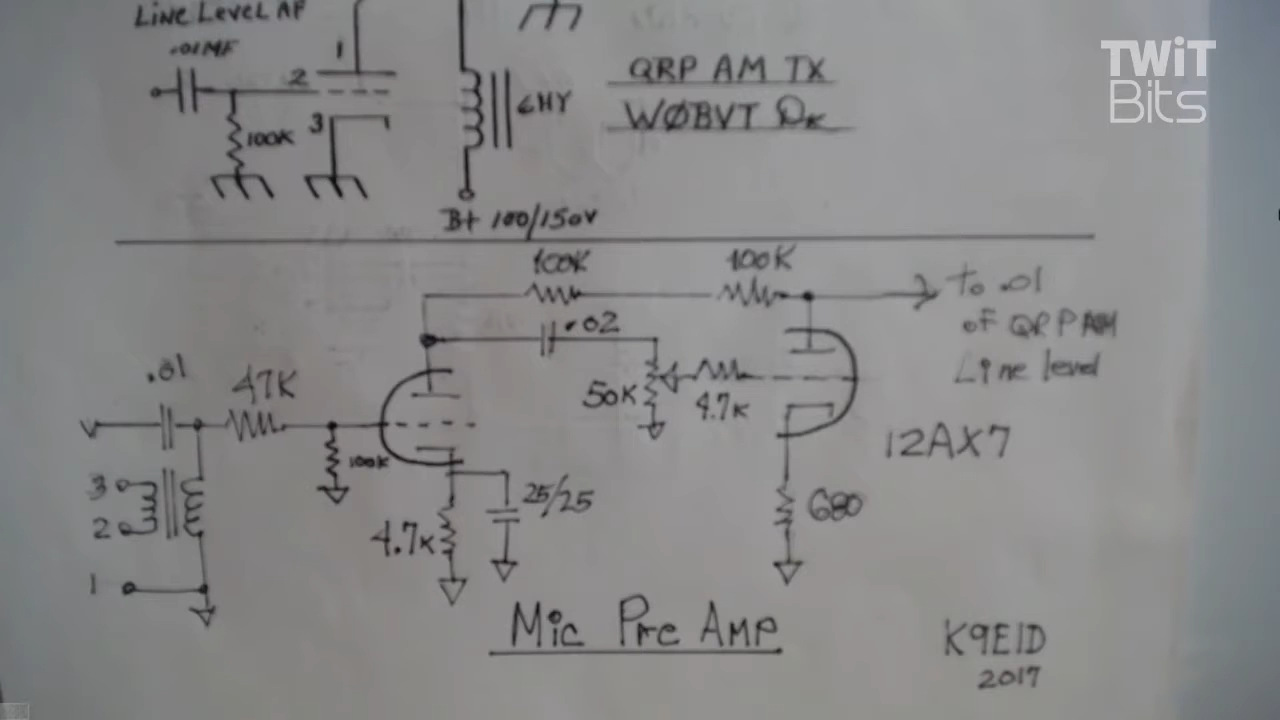 Line Level AF
.01MF
1
2
3
100K
6HY
B+ 100/150V
QRP AM TX
WØBVT Dk
TWiT
Bits
100K
100K
To .01
of QRP AM
Line level
.02
.01
47K
50K
4.7K
12AX7
100K
3
2
1
25/25
4.7K
680
Mic Pre Amp
K9EID
2017